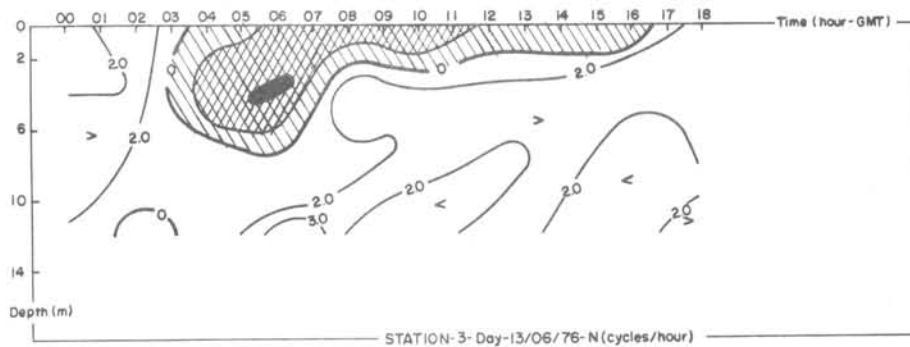 0 00 01 02 03 04 05 06 07 08 09 10 11 12 13 14 15 16 17 18 Time (hour-GMT)
2.0 0 0 2.0
2
6 > 2.0 >
2.0 2.0 2.0 <
10 0 3.0 < 2.0 >
14
Depth(m)
STATION-3-Day-13/06/76-N(cycles/hour)